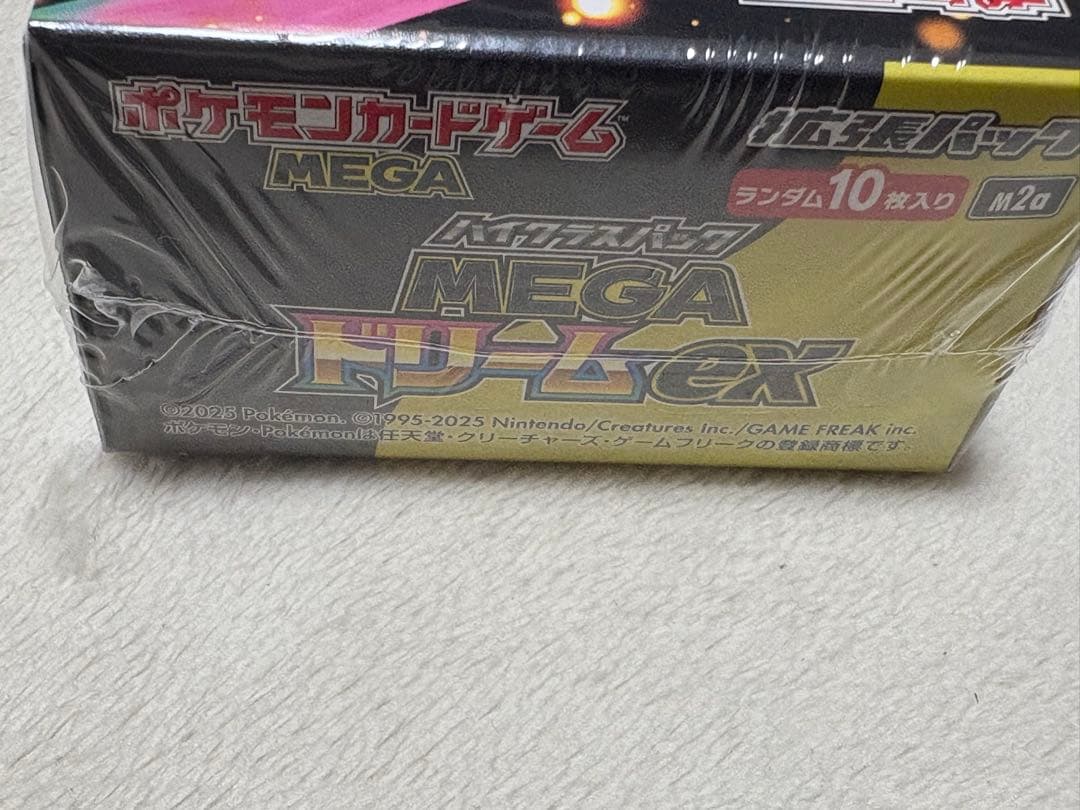 ポケモンカードゲーム™
MEGA
拡張パック
ランダム10枚入り M2a
ハイクラスパック
MEGA
ドリームex
©2025 Pokémon. ©1995-2025 Nintendo/Creatures Inc./GAME FREAK inc.
ポケモン・Pokémonは任天堂・クリーチャーズ・ゲームフリークの登録商標です。